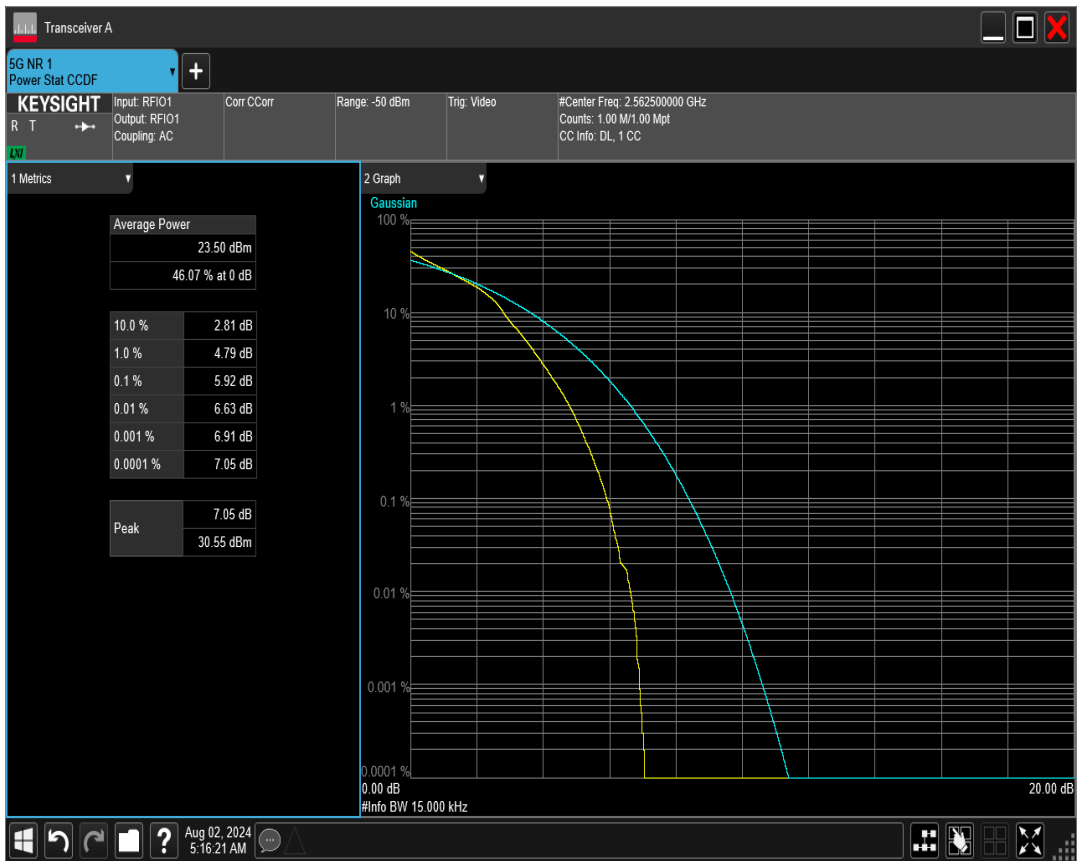 Transceiver A
5G NR 1
Power Stat CCDF
KEYSIGHT
R T
LXI
Input: RFIO1
Output: RFIO1
Coupling: AC
Corr CCorr
Range: -50 dBm
Trig: Video
#Center Freq: 2.562500000 GHz
Counts: 1.00 M/1.00 Mpt
CC Info: DL, 1 CC
1 Metrics
Average Power
23.50 dBm
46.07 % at 0 dB
10.0 % 2.81 dB
1.0 % 4.79 dB
0.1 % 5.92 dB
0.01 % 6.63 dB
0.001 % 6.91 dB
0.0001 % 7.05 dB
Peak
7.05 dB
30.55 dBm
2 Graph
Gaussian
100 %
10 %
1 %
0.1 %
0.01 %
0.001 %
0.0001 %
0.00 dB
20.00 dB
#Info BW 15.000 kHz
Aug 02, 2024
5:16:21 AM